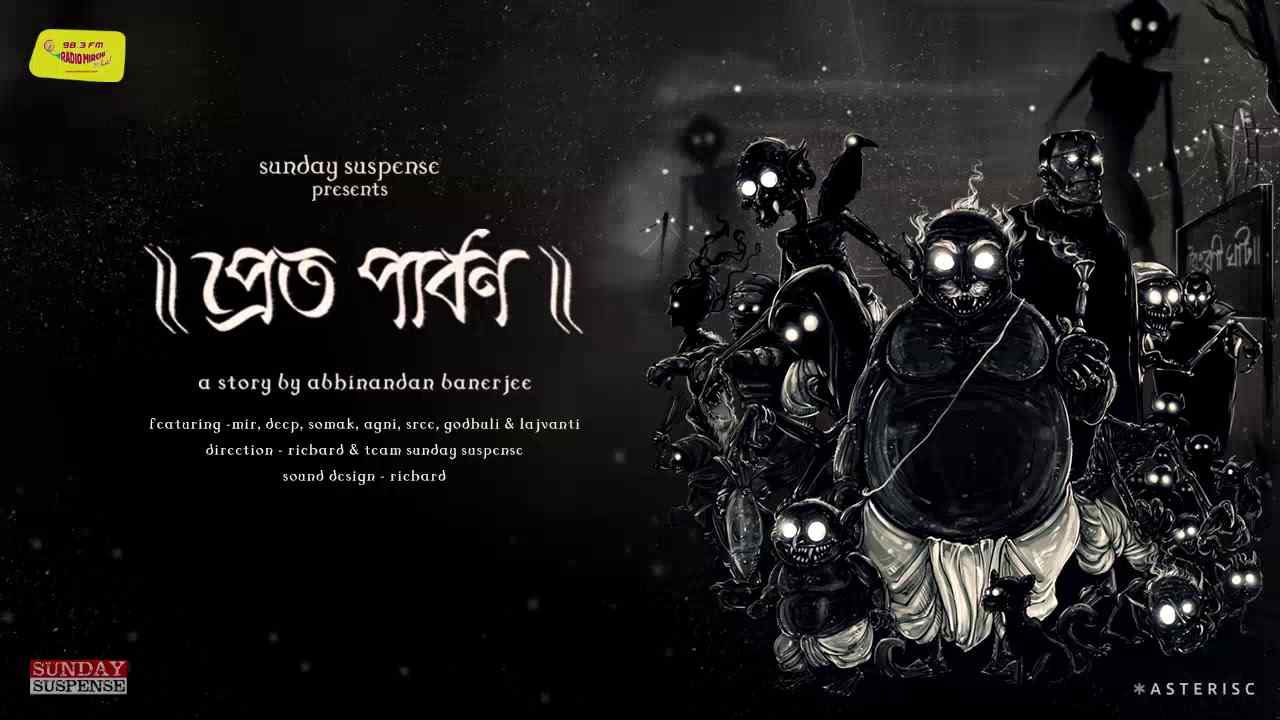 98.3 FM
RADIO MIRCHI
sunday suspense
presents
॥ প্রেত পার্বণ ॥
a story by abhinandan banerjee
featuring -mir, deep, somak, agni, sree, godhuli & lajvanti
direction - richard & team sunday suspense
sound design - richard
SUNDAY
SUSPENSE
*ASTERISC